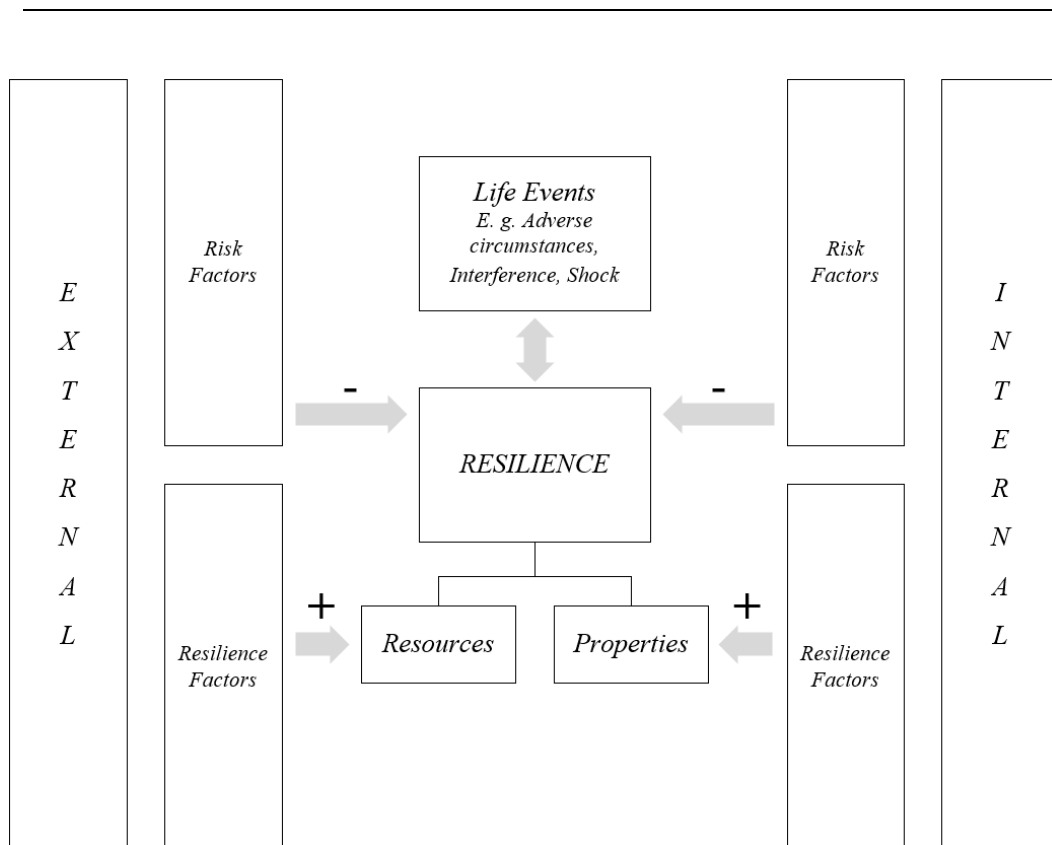 E
X
T
E
R
N
A
L
Risk
Factors
Resilience
Factors
Life Events
E. g. Adverse
circumstances,
Interference, Shock
-
-
RESILIENCE
+
+
Resources
Properties
Risk
Factors
Resilience
Factors
I
N
T
E
R
N
A
L